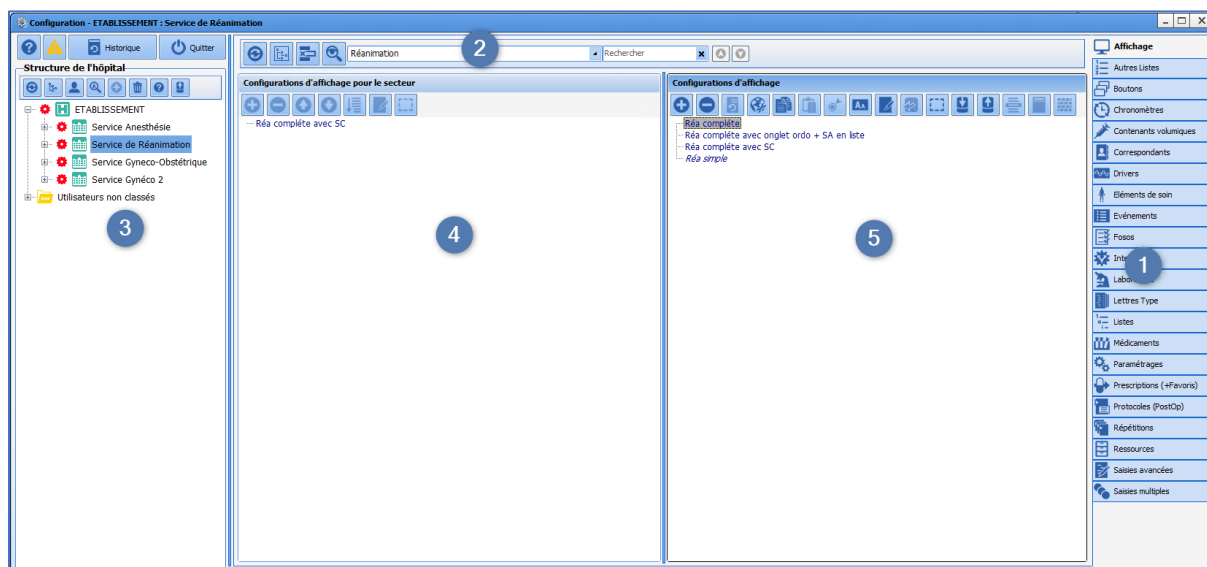 Configuration - ETABLISSEMENT : Service de Réanimation
Historique
Quitter
Structure de l'hôpital
ETABLISSEMENT
Service Anesthésie
Service de Réanimation
Service Gyneco-Obstétrique
Service Gynéco 2
Utilisateurs non classés
3
Réanimation
2
Rechercher
Configurations d'affichage pour le secteur
Réa compléte avec SC
4
Configurations d'affichage
Réa compléte
Réa compléte avec onglet ordo + SA en liste
Réa compléte avec SC
Réa simple
5
Affichage
Autres Listes
Boutons
Chronomètres
Contenants volumiques
Correspondants
Drivers
Eléments de soin
Evénements
Fosos
1
Lettres Type
Listes
Médicaments
Paramétrages
Prescriptions (+Favoris)
Protocoles (PostOp)
Répétitions
Ressources
Saisies avancées
Saisies multiples